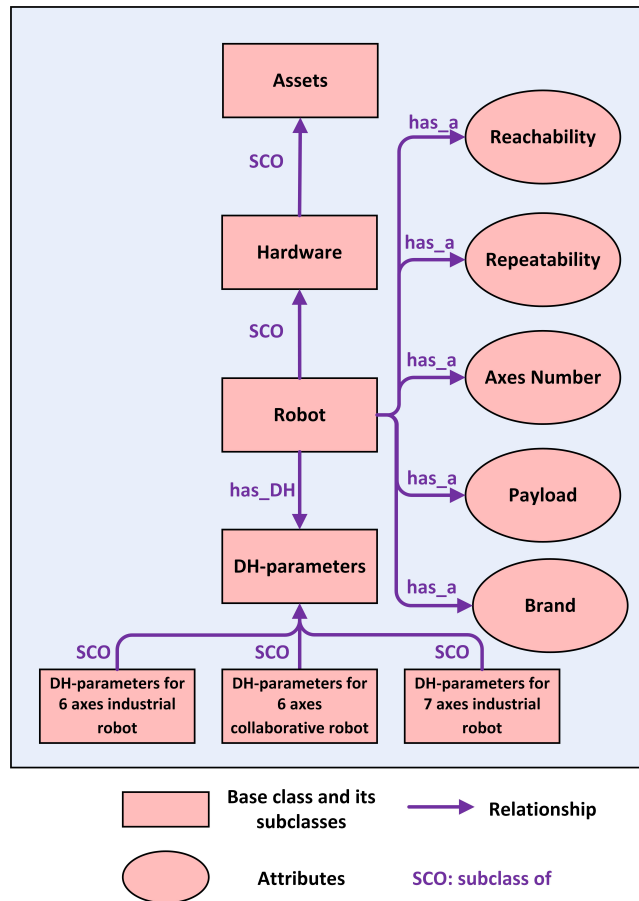 Assets
has_a
Reachability
SCO
Hardware
has_a
Repeatability
SCO
has_a
Axes Number
Robot
has_DH
has_a
Payload
DH-parameters
has_a
Brand
SCO
SCO
SCO
DH-parameters for
6 axes industrial
robot
DH-parameters for
6 axes
collaborative robot
DH-parameters for
7 axes industrial
robot
Base class and its
subclasses
Relationship
Attributes
SCO: subclass of